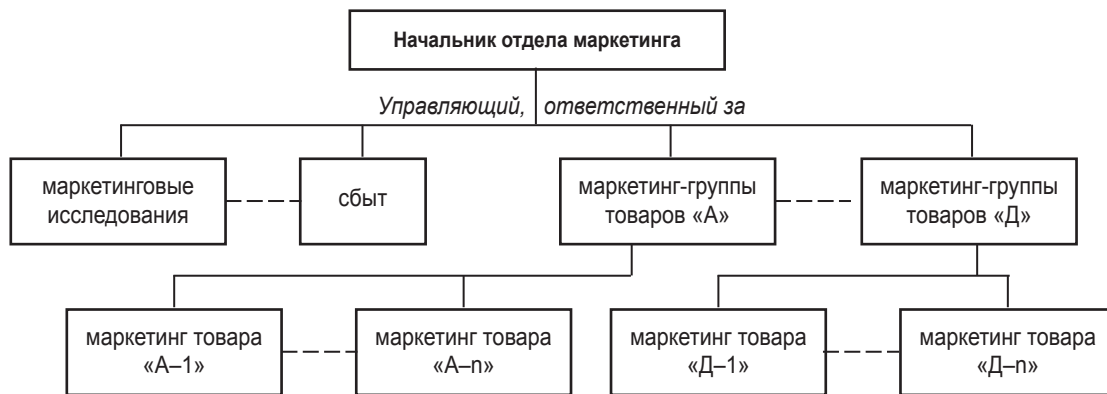 Начальник отдела маркетинга
Управляющий, ответственный за
маркетинговые
исследования
сбыт
маркетинг-группы
товаров «А»
маркетинг-группы
товаров «Д»
маркетинг товара
«А–1»
маркетинг товара
«А–n»
маркетинг товара
«Д–1»
маркетинг товара
«Д–n»